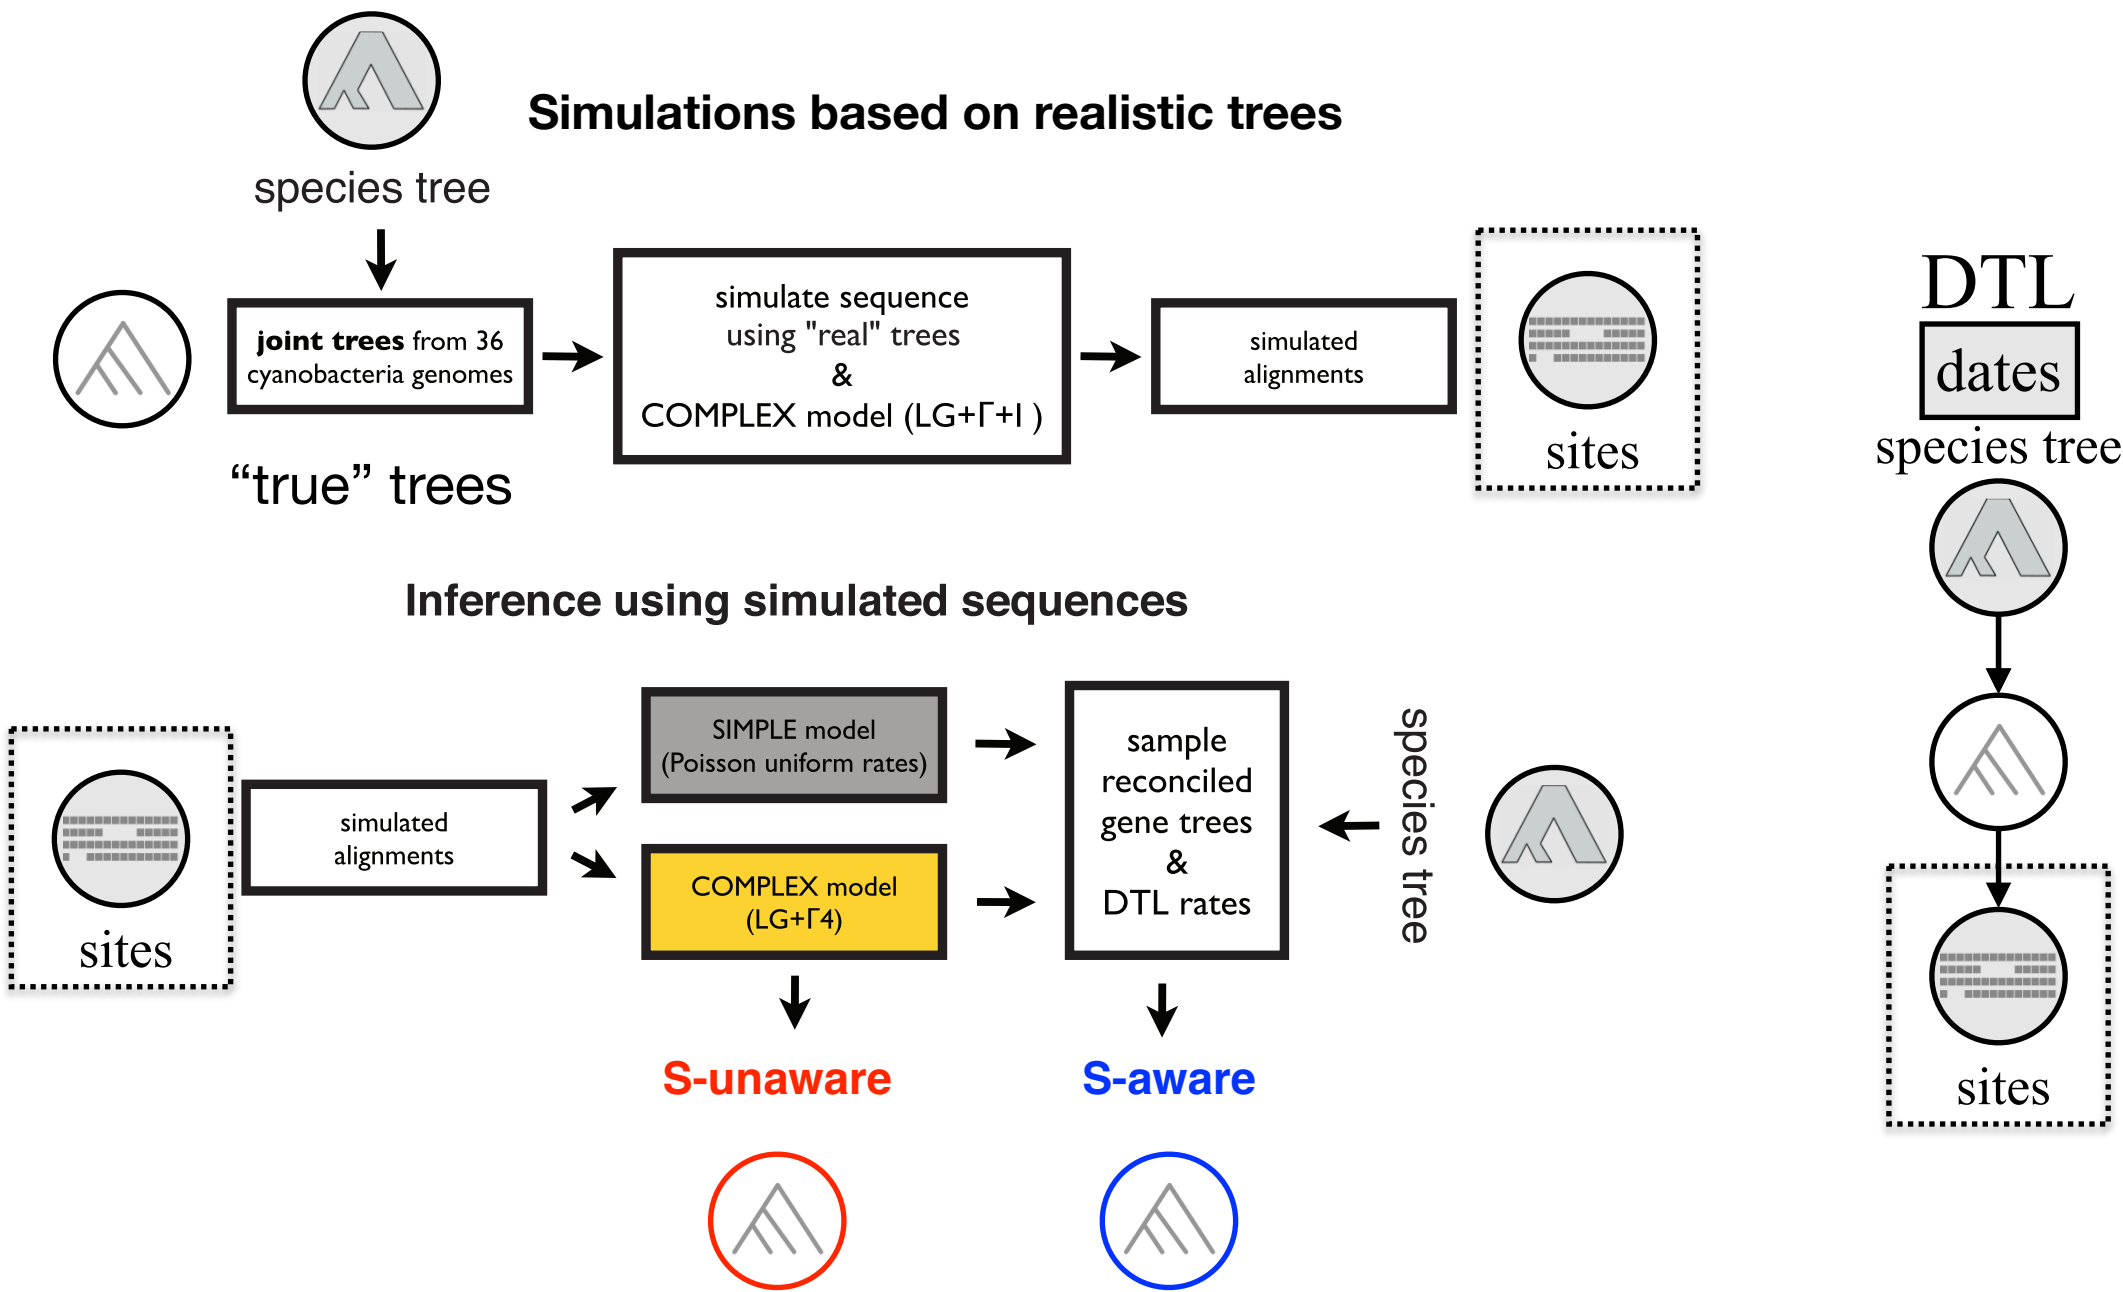 Simulations based on realistic trees
species tree
joint trees from 36
cyanobacteria genomes
“true” trees
simulate sequence
using "real" trees
&
COMPLEX model (LG+Γ+I )
simulated
alignments
sites
DTL
dates
species tree
sites
Inference using simulated sequences
sites
simulated
alignments
SIMPLE model
(Poisson uniform rates)
COMPLEX model
(LG+Γ4)
sample
reconciled
gene trees
&
DTL rates
species tree
S-unaware
S-aware